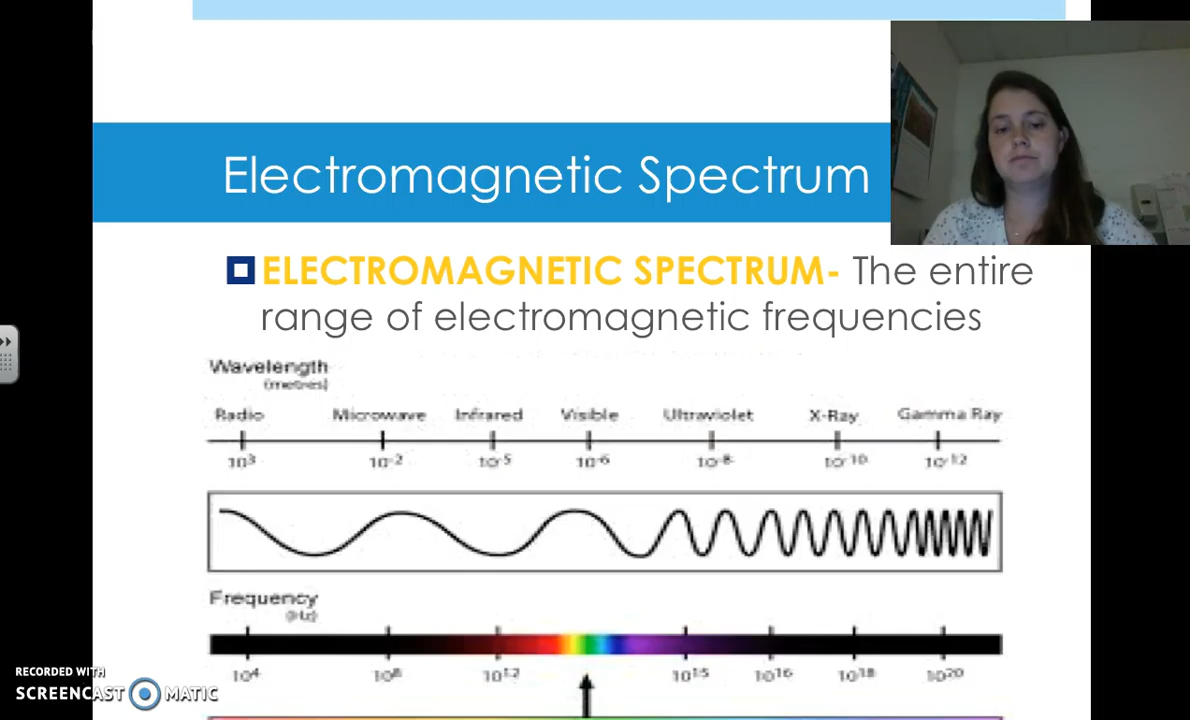 Electromagnetic Spectrum
ELECTROMAGNETIC SPECTRUM- The entire
range of electromagnetic frequencies
Wavelength
(metres)
Radio Microwave Infrared Visible Ultraviolet X-Ray Gamma Ray
10³ 10⁻² 10⁻⁵ 10⁻⁶ 10⁻⁸ 10⁻¹⁰ 10⁻¹²
Frequency
(Hz)
10⁴ 10⁸ 10¹² 10¹⁵ 10¹⁶ 10¹⁸ 10²⁰
RECORDED WITH
SCREENCAST MATIC